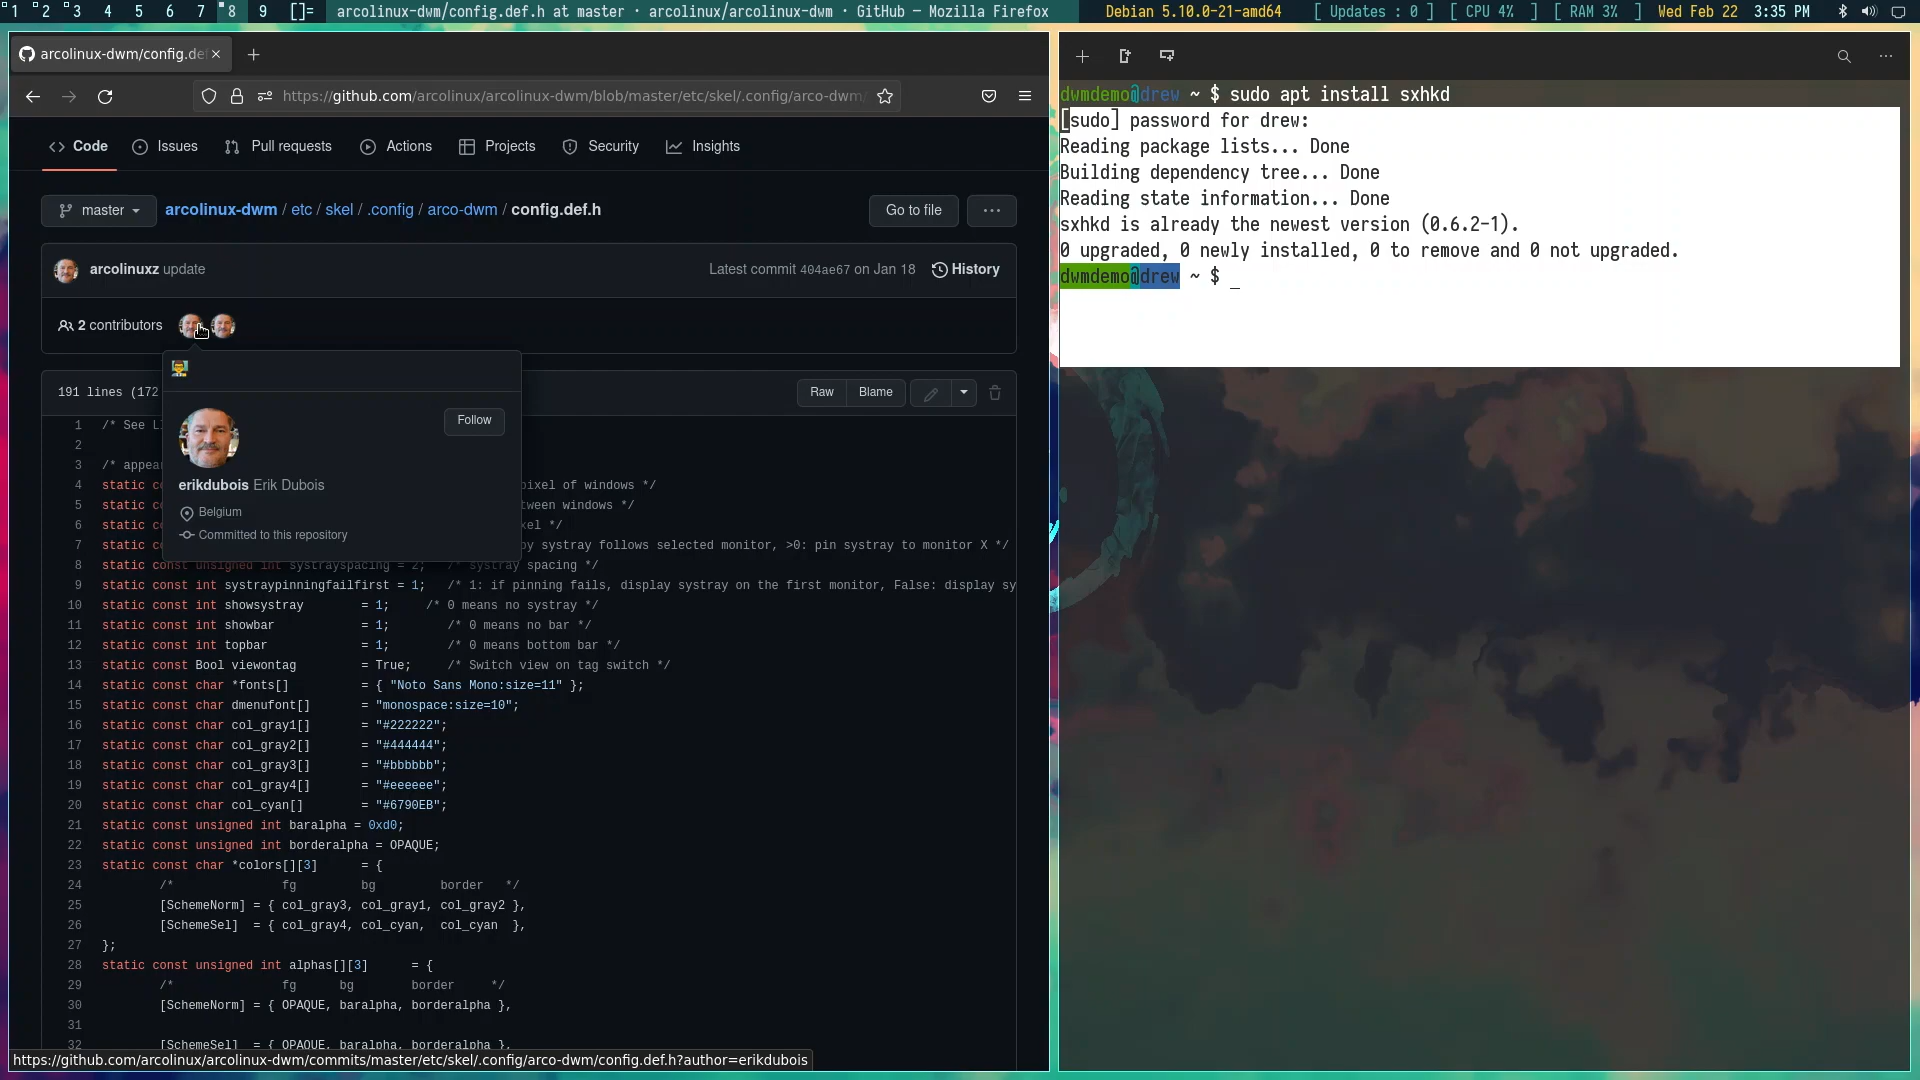 1 2 3 4 5 6 7 8 9 []= arcolinux-dwm/config.def.h at master · arcolinux/arcolinux-dwm · GitHub — Mozilla Firefox
Debian 5.10.0-21-amd64 [ Updates : 0 ] [ CPU 4% ] [ RAM 3% ] Wed Feb 22 3:35 PM
arcolinux-dwm/config.de
https://github.com/arcolinux/arcolinux-dwm/blob/master/etc/skel/.config/arco-dwm/
Code Issues Pull requests Actions Projects Security Insights
master
arcolinux-dwm / etc / skel / .config / arco-dwm / config.def.h
Go to file
arcolinuxz update
Latest commit 404ae67 on Jan 18 History
2 contributors
erikdubois Erik Dubois
Follow
Belgium
Committed to this repository
191 lines (172
Raw Blame
1 /* See L
2
3 /* appea
4 static co pixel of windows */
5 static co tween windows */
6 static co xel */
7 static co oy systray follows selected monitor, >0: pin systray to monitor X */
8 static const unsigned int systrayspacing = 2; /* systray spacing */
9 static const int systraypinningfailfirst = 1; /* 1: if pinning fails, display systray on the first monitor, False: display sy
10 static const int showsystray = 1; /* 0 means no systray */
11 static const int showbar = 1; /* 0 means no bar */
12 static const int topbar = 1; /* 0 means bottom bar */
13 static const Bool viewontag = True; /* Switch view on tag switch */
14 static const char *fonts[] = { "Noto Sans Mono:size=11" };
15 static const char dmenufont[] = "monospace:size=10";
16 static const char col_gray1[] = "#222222";
17 static const char col_gray2[] = "#444444";
18 static const char col_gray3[] = "#bbbbbb";
19 static const char col_gray4[] = "#eeeeee";
20 static const char col_cyan[] = "#6790EB";
21 static const unsigned int baralpha = 0xd0;
22 static const unsigned int borderalpha = OPAQUE;
23 static const char *colors[][3] = {
24 /* fg bg border */
25 [SchemeNorm] = { col_gray3, col_gray1, col_gray2 },
26 [SchemeSel] = { col_gray4, col_cyan, col_cyan },
27 };
28 static const unsigned int alphas[][3] = {
29 /* fg bg border */
30 [SchemeNorm] = { OPAQUE, baralpha, borderalpha },
31
32 [SchemeSel] = { OPAQUE, baralpha, borderalpha },
https://github.com/arcolinux/arcolinux-dwm/commits/master/etc/skel/.config/arco-dwm/config.def.h?author=erikdubois
dwmdemo@drew ~ $ sudo apt install sxhkd
[sudo] password for drew:
Reading package lists... Done
Building dependency tree... Done
Reading state information... Done
sxhkd is already the newest version (0.6.2-1).
0 upgraded, 0 newly installed, 0 to remove and 0 not upgraded.
dwmdemo@drew ~ $ _